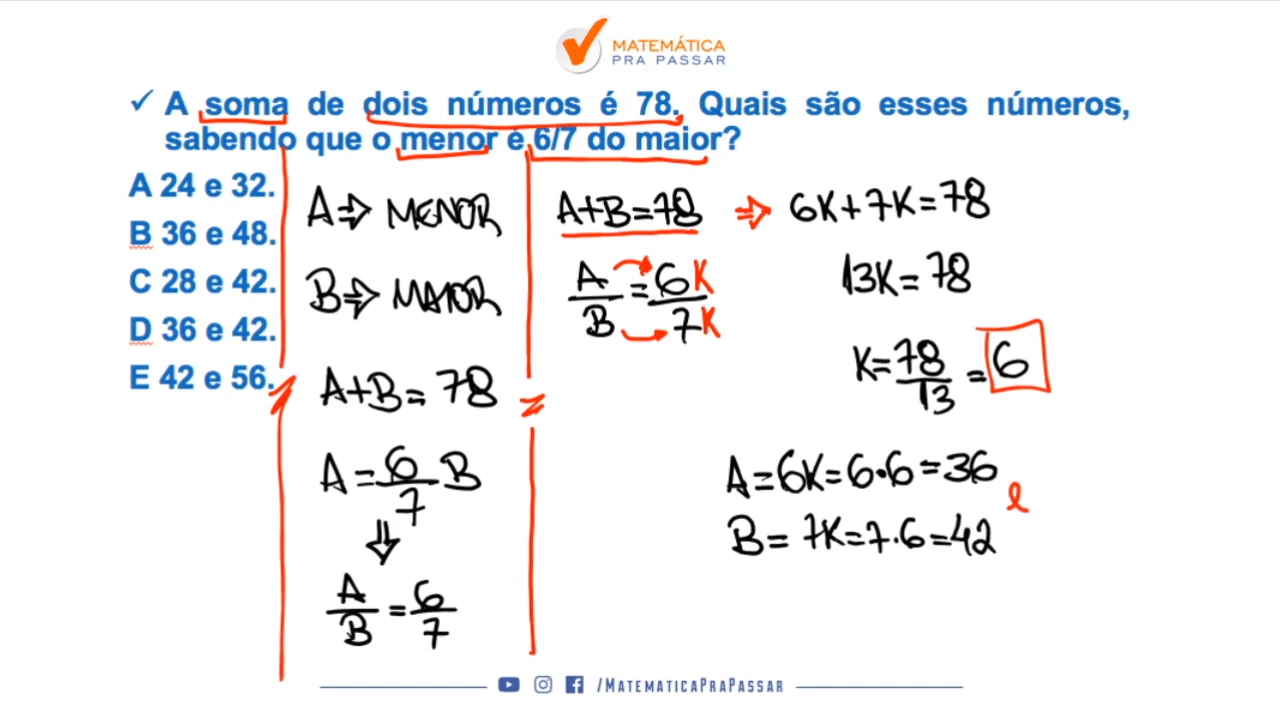 MATEMÁTICA
PRA PASSAR
✓ A soma de dois números é 78. Quais são esses números,
sabendo que o menor é 6/7 do maior?
A 24 e 32.
B 36 e 48.
C 28 e 42.
D 36 e 42.
E 42 e 56.
A ⇒ MENOR
B ⇒ MAIOR
A+B=78
A=6/7 B
⇓
A/B=6/7
A+B=78 ⇒ 6K+7K=78
A/B=6K/7K
13K=78
K=78/13=6
A=6K=6·6=36
B=7K=7.6=42
/MATEMATICAPRAPASSAR